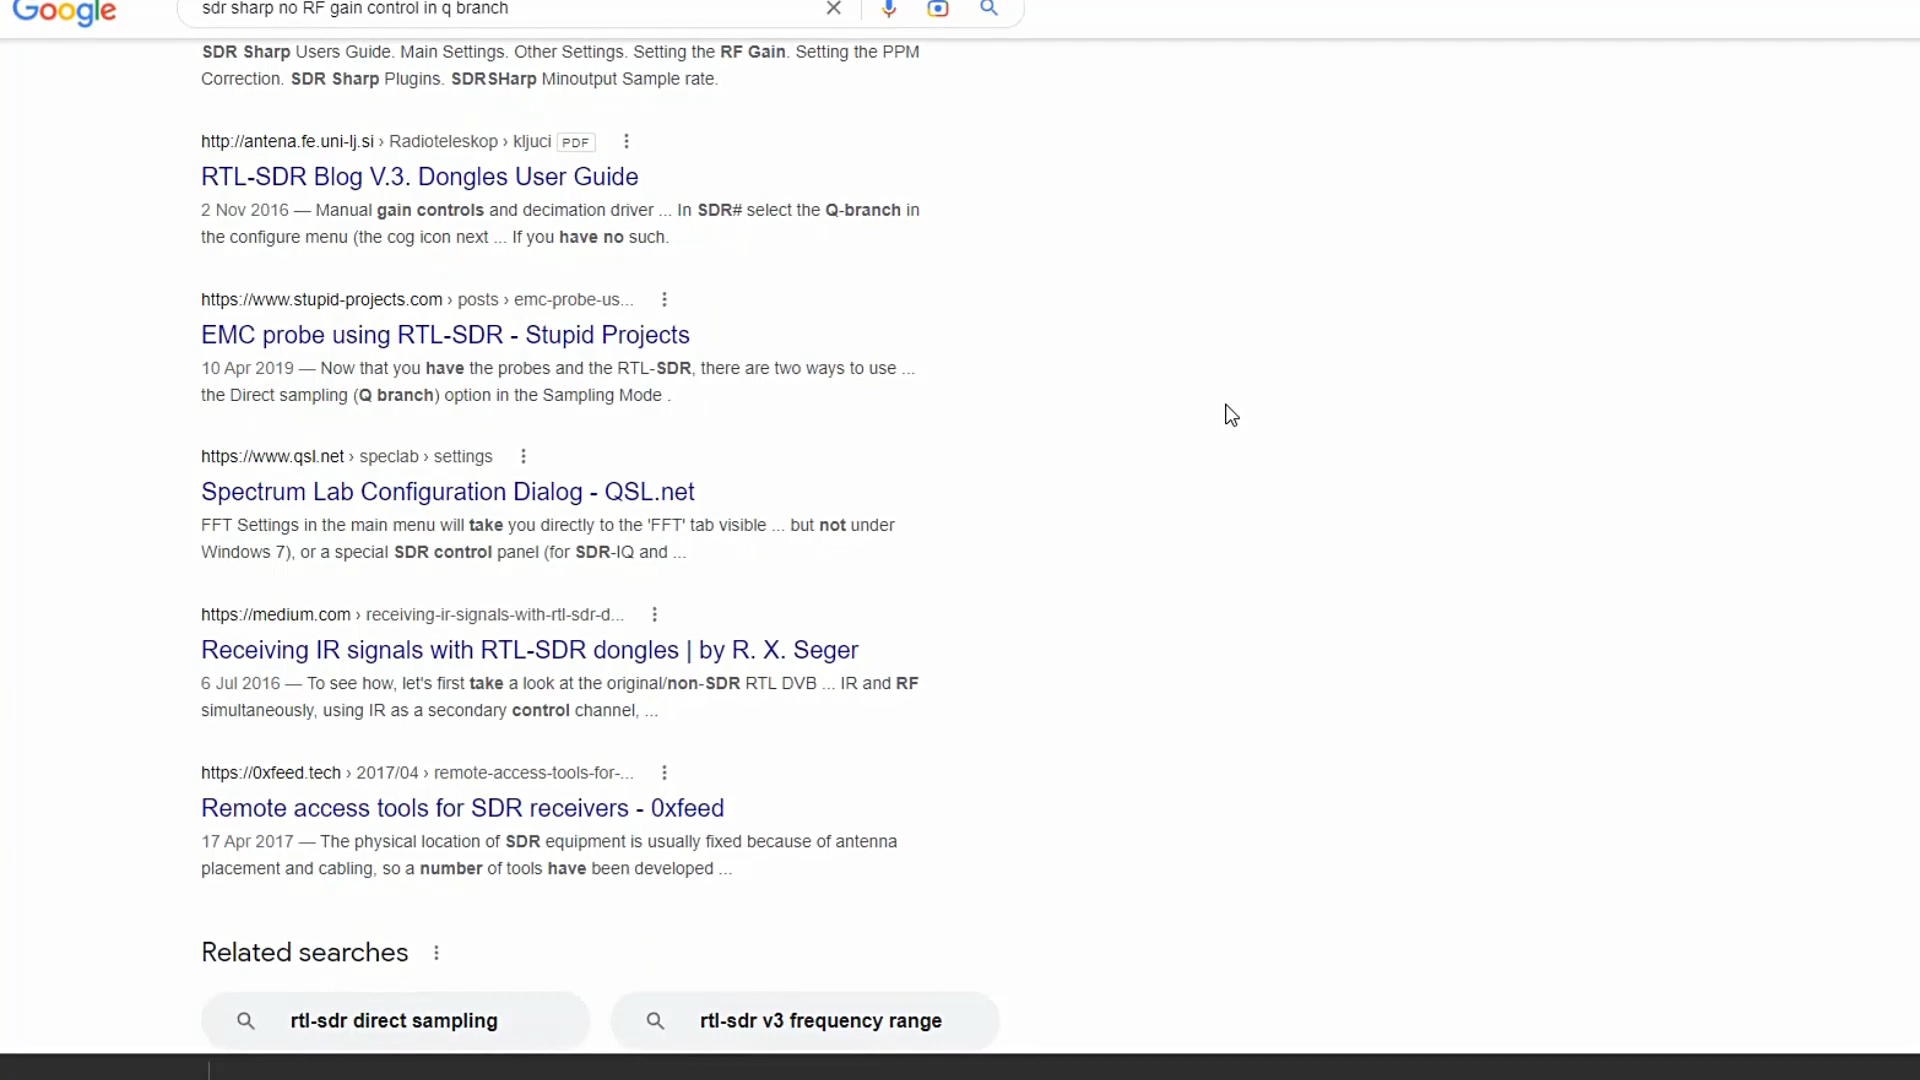 Google
sdr sharp no RF gain control in q branch
SDR Sharp Users Guide. Main Settings. Other Settings. Setting the RF Gain. Setting the PPM
Correction. SDR Sharp Plugins. SDRSHarp Minoutput Sample rate.
http://antena.fe.uni-lj.si › Radioteleskop › kljuci PDF
RTL-SDR Blog V.3. Dongles User Guide
2 Nov 2016 — Manual gain controls and decimation driver ... In SDR# select the Q-branch in
the configure menu (the cog icon next ... If you have no such.
https://www.stupid-projects.com › posts › emc-probe-us...
EMC probe using RTL-SDR - Stupid Projects
10 Apr 2019 — Now that you have the probes and the RTL-SDR, there are two ways to use ...
the Direct sampling (Q branch) option in the Sampling Mode .
https://www.qsl.net › speclab › settings
Spectrum Lab Configuration Dialog - QSL.net
FFT Settings in the main menu will take you directly to the 'FFT' tab visible ... but not under
Windows 7), or a special SDR control panel (for SDR-IQ and ...
https://medium.com › receiving-ir-signals-with-rtl-sdr-d...
Receiving IR signals with RTL-SDR dongles | by R. X. Seger
6 Jul 2016 — To see how, let's first take a look at the original/non-SDR RTL DVB ... IR and RF
simultaneously, using IR as a secondary control channel, ...
https://0xfeed.tech › 2017/04 › remote-access-tools-for-...
Remote access tools for SDR receivers - 0xfeed
17 Apr 2017 — The physical location of SDR equipment is usually fixed because of antenna
placement and cabling, so a number of tools have been developed ...
Related searches
rtl-sdr direct sampling
rtl-sdr v3 frequency range